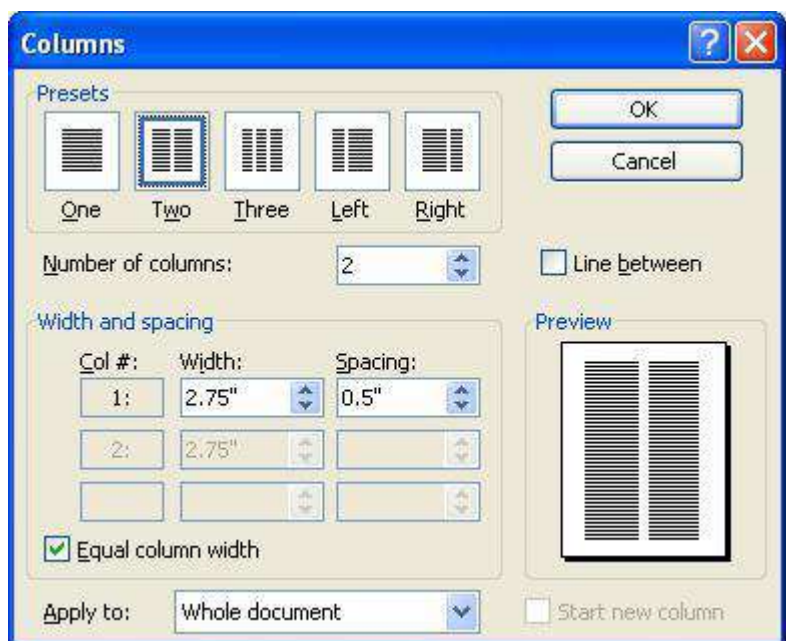 Columns
Presets
OK
Cancel
One Two Three Left Right
Number of columns: 2
Line between
Width and spacing
Preview
Col #: Width: Spacing:
1: 2.75" 0.5"
2: 2.75"
Equal column width
Apply to: Whole document
Start new column